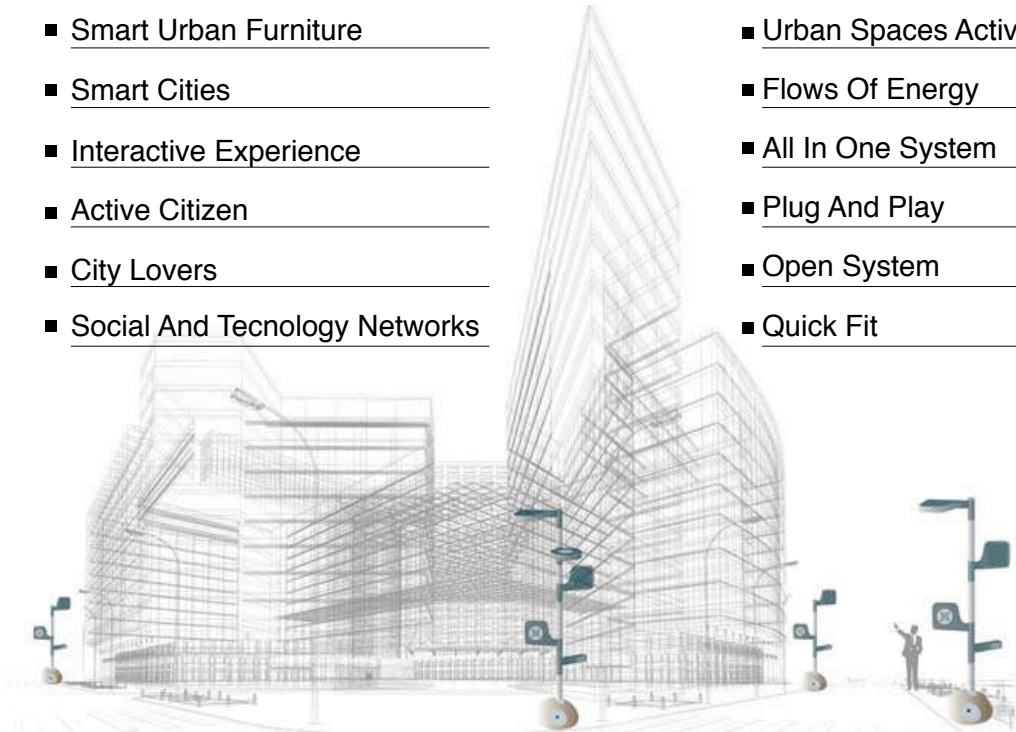 Smart Urban Furniture
Smart Cities
Interactive Experience
Active Citizen
City Lovers
Social And Tecnology Networks
Urban Spaces Activ
Flows Of Energy
All In One System
Plug And Play
Open System
Quick Fit